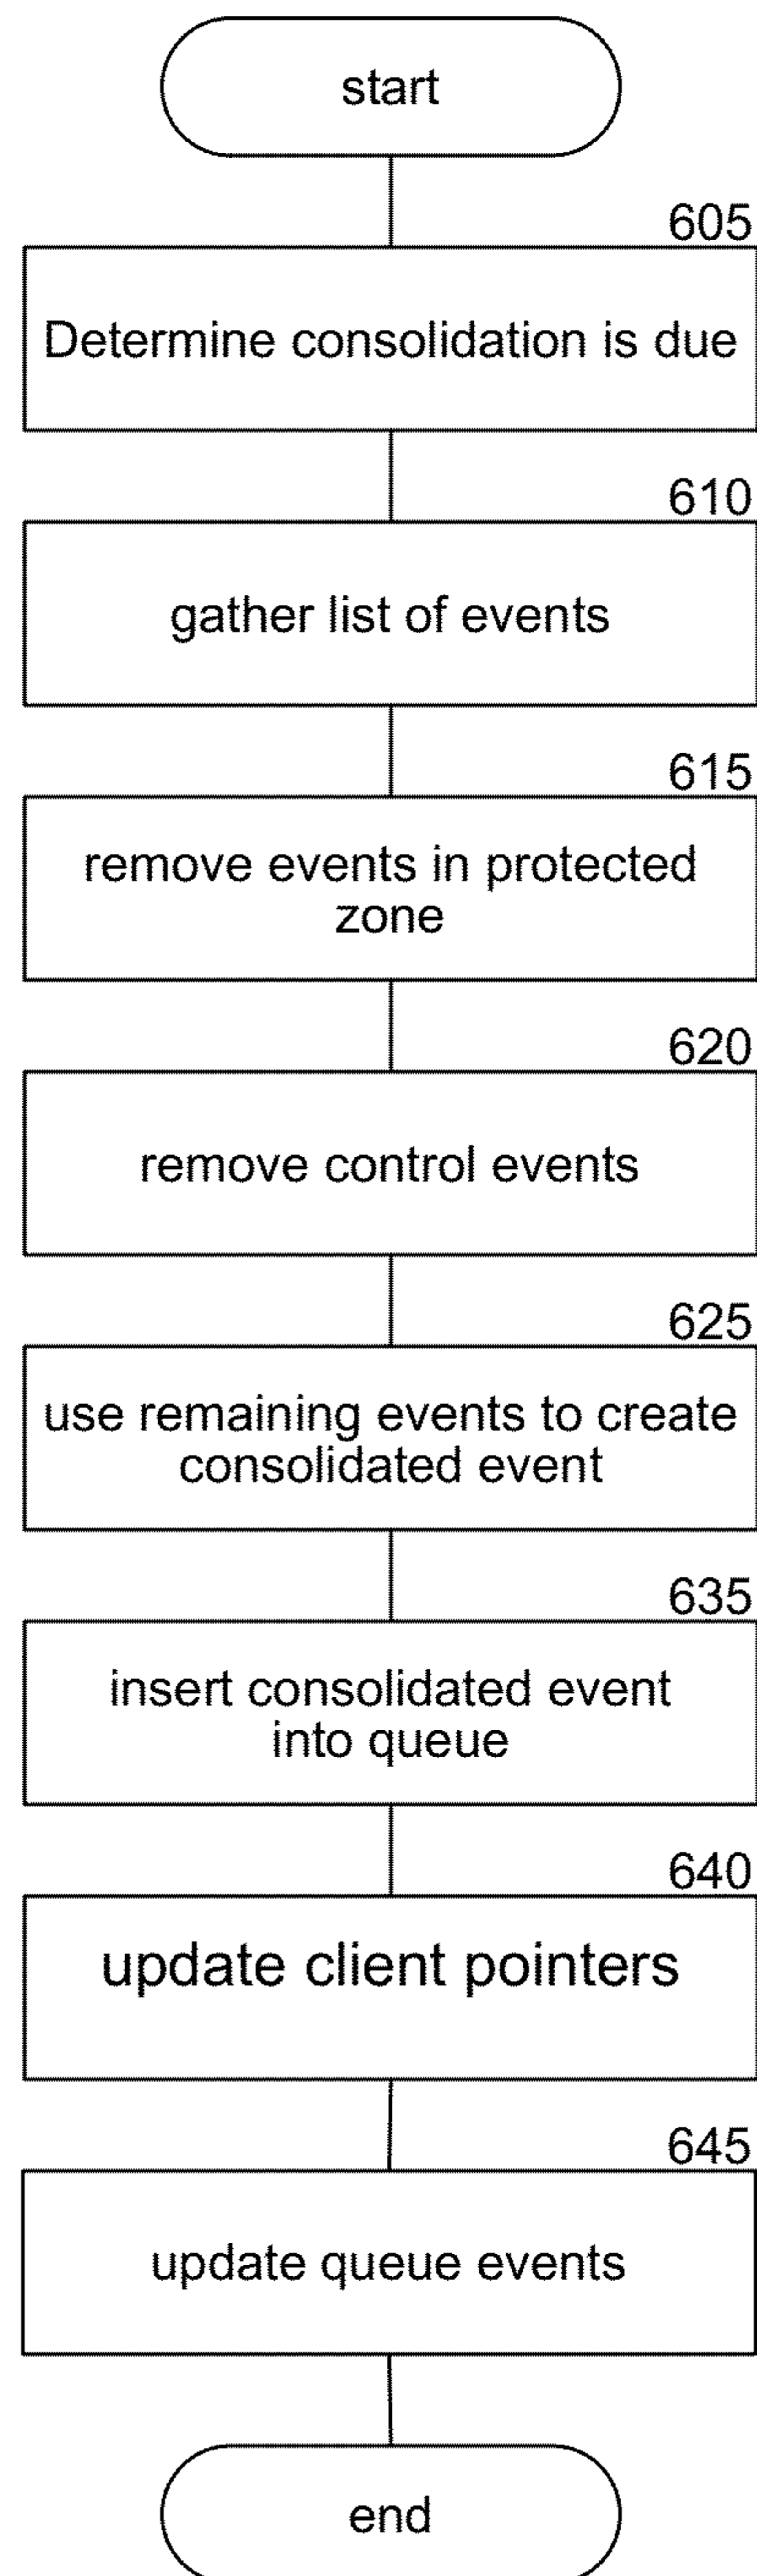 start
605
Determine consolidation is due
610
gather list of events
615
remove events in protected
zone
620
remove control events
625
use remaining events to create
consolidated event
635
insert consolidated event
into queue
640
update client pointers
645
update queue events
end